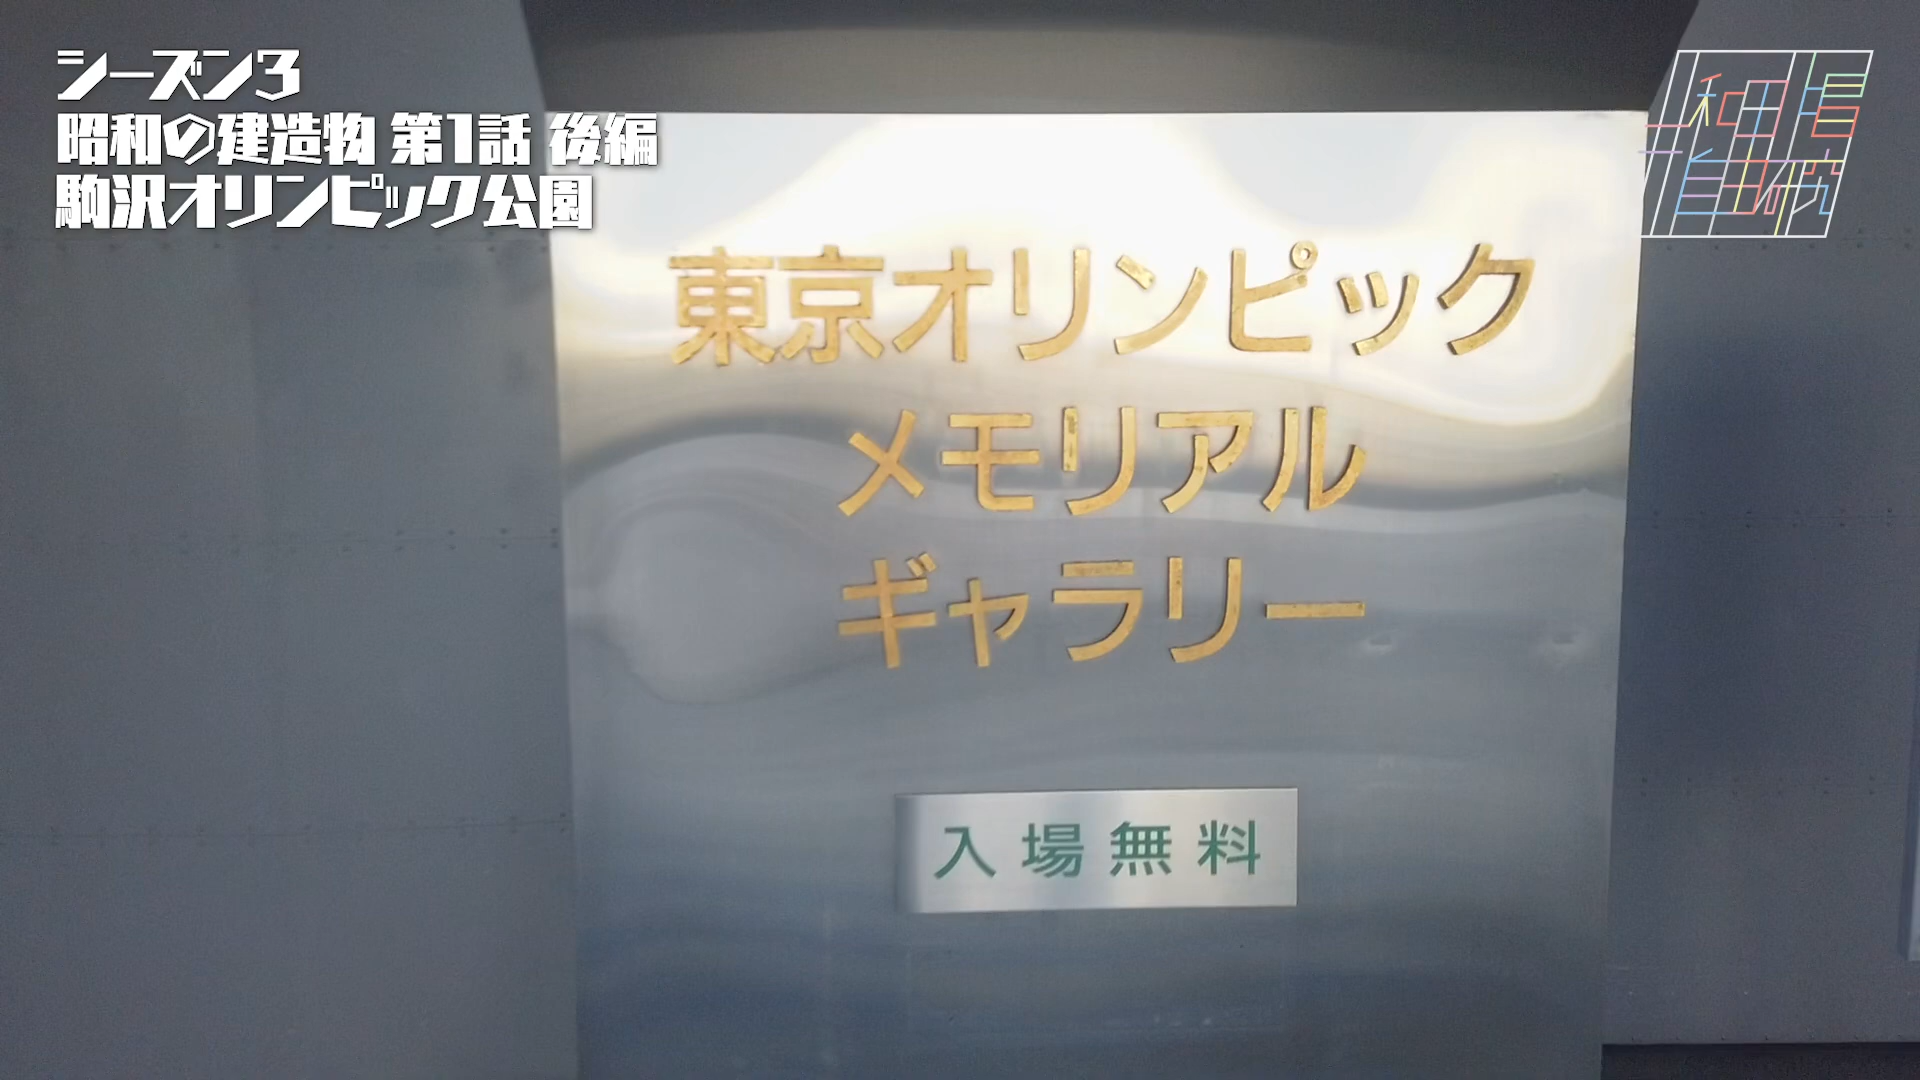 シーズン3
昭和の建造物 第1話 後編
駒沢オリンピック公園
東京オリンピック
メモリアル
ギャラリー
入場無料